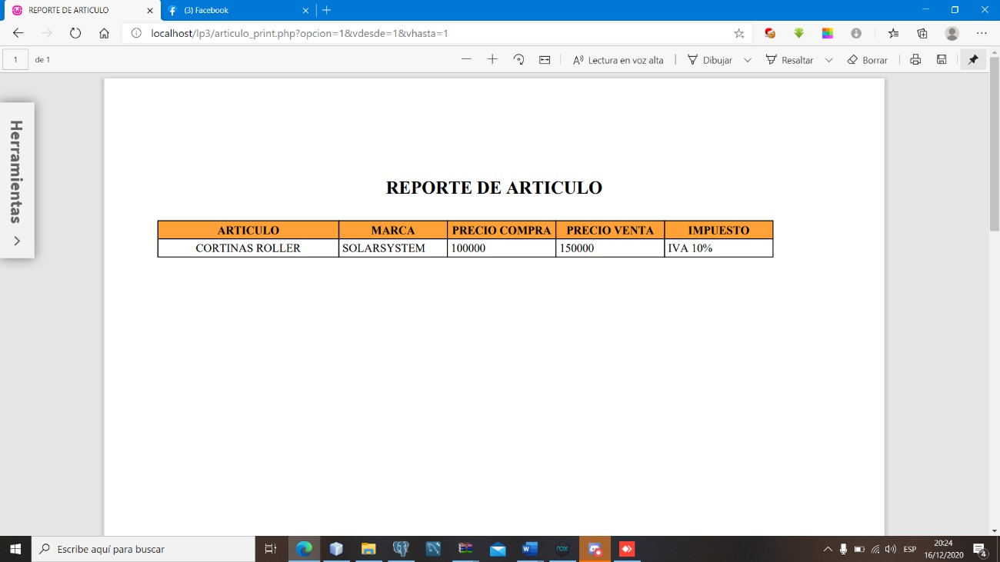 REPORTE DE ARTICULO
(3) Facebook
localhost/lp3/articulo_print.php?opcion=1&vdesde=1&vhasta=1
1 de 1 Lectura en voz alta Dibujar Resaltar Borrar
Herramientas
REPORTE DE ARTICULO
ARTICULO MARCA PRECIO COMPRA PRECIO VENTA IMPUESTO
CORTINAS ROLLER SOLARSYSTEM 100000 150000 IVA 10%
Escribe aquí para buscar
nox
W
ESP
20:24
16/12/2020
4